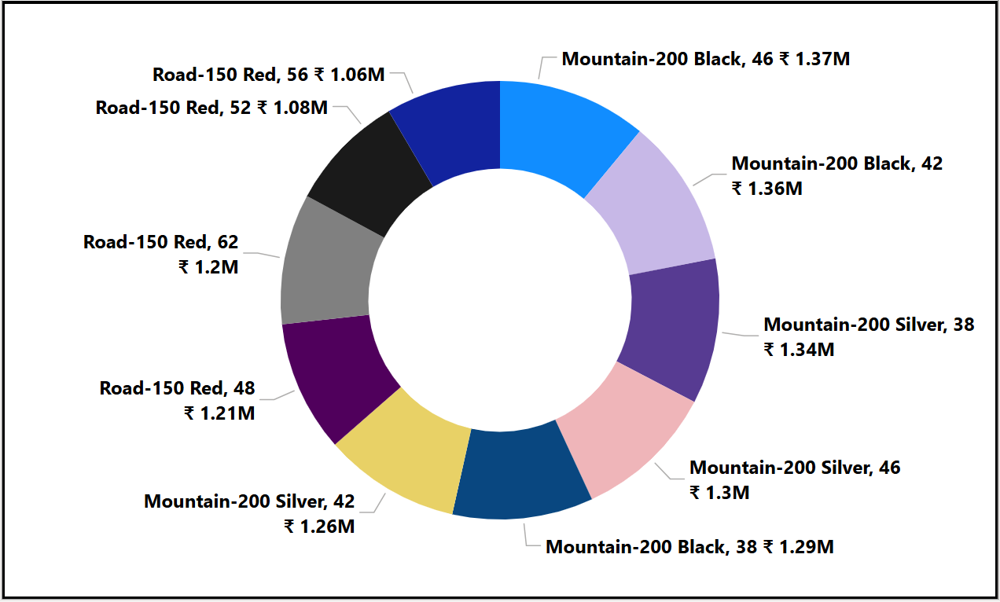 Mountain-200 Black, 46 ₹ 1.37M
Mountain-200 Black, 42
₹ 1.36M
Mountain-200 Silver, 38
₹ 1.34M
Mountain-200 Silver, 46
₹ 1.3M
Mountain-200 Black, 38 ₹ 1.29M
Mountain-200 Silver, 42
₹ 1.26M
Road-150 Red, 48
₹ 1.21M
Road-150 Red, 62
₹ 1.2M
Road-150 Red, 52 ₹ 1.08M
Road-150 Red, 56 ₹ 1.06M